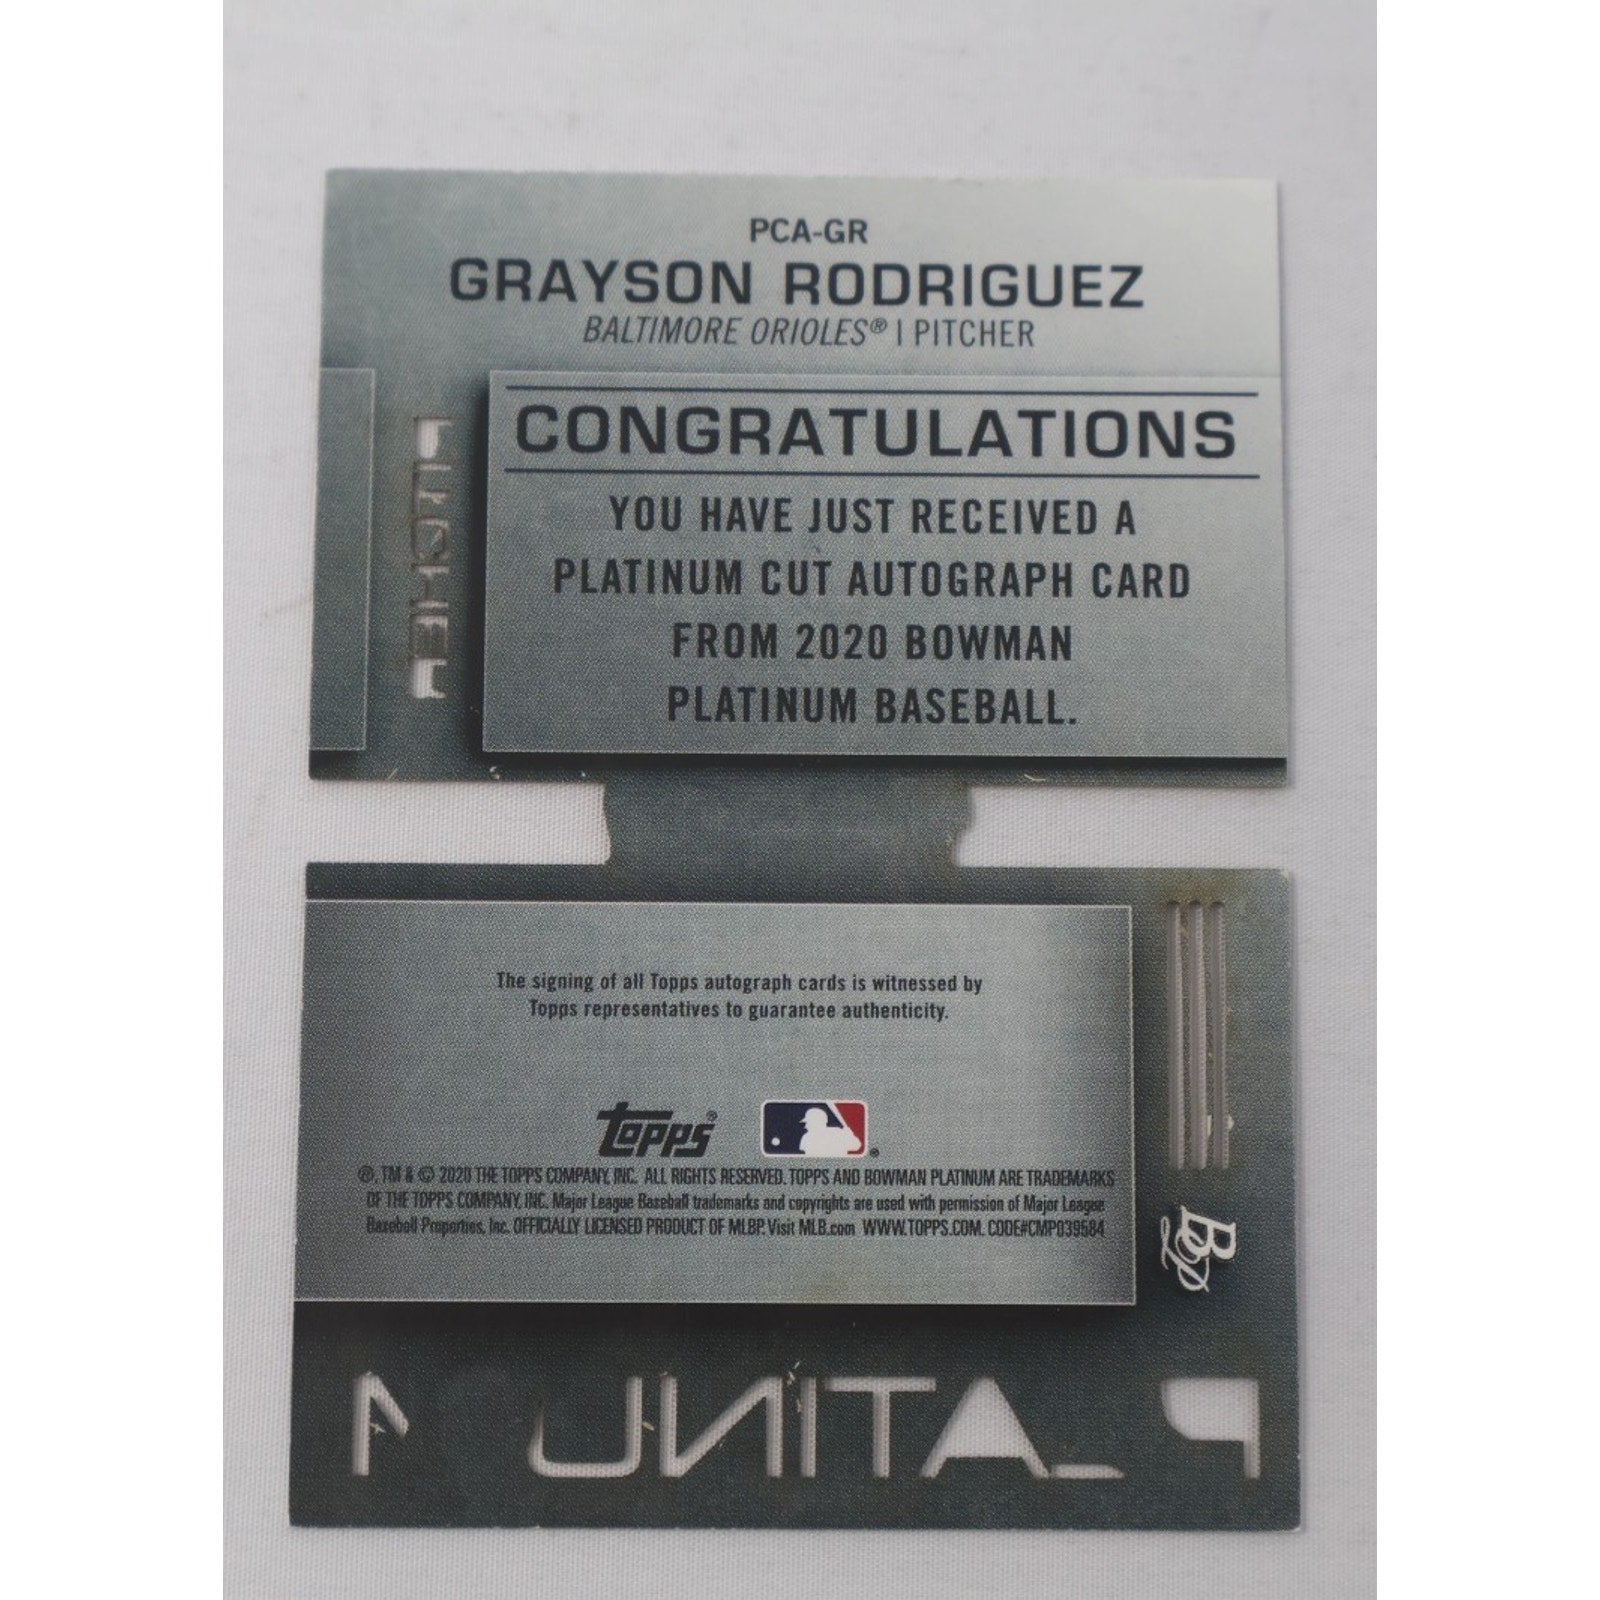 PCA-GR
GRAYSON RODRIGUEZ
BALTIMORE ORIOLES® | PITCHER
CONGRATULATIONS
YOU HAVE JUST RECEIVED A
PLATINUM CUT AUTOGRAPH CARD
FROM 2020 BOWMAN
PLATINUM BASEBALL.
The signing of all Topps autograph cards is witnessed by
Topps representatives to guarantee authenticity.
topps®
®, TM & © 2020 THE TOPPS COMPANY, INC. ALL RIGHTS RESERVED. TOPPS AND BOWMAN PLATINUM ARE TRADEMARKS
OF THE TOPPS COMPANY, INC. Major League Baseball trademarks and copyrights are used with permission of Major League
Baseball Properties, Inc. OFFICIALLY LICENSED PRODUCT OF MLBP. Visit MLB.com WWW.TOPPS.COM. CODE#CMP039584
PLATINU